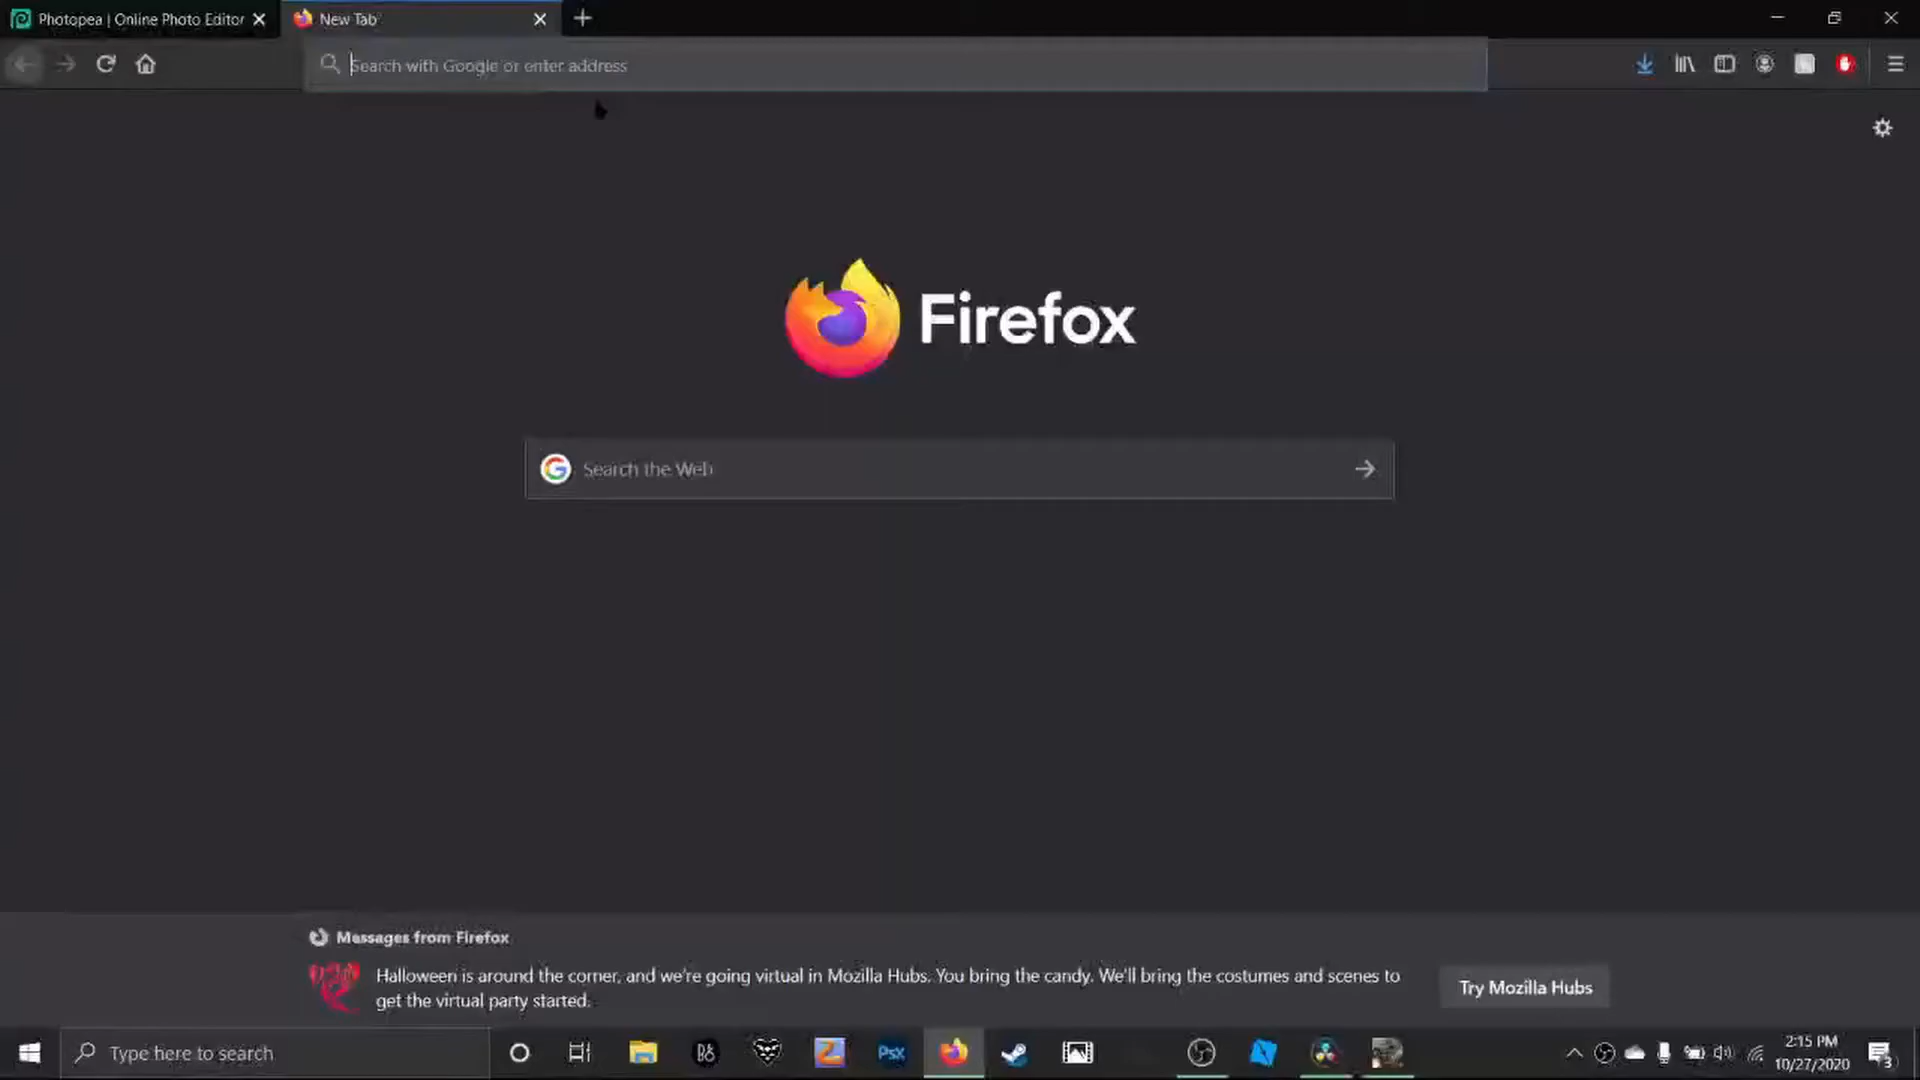 Photopea | Online Photo Editor
New Tab
Search with Google or enter address
Firefox
Search the Web
Messages from Firefox
Halloween is around the corner, and we're going virtual in Mozilla Hubs. You bring the candy. We'll bring the costumes and scenes to
get the virtual party started.
Try Mozilla Hubs
Type here to search
Psx
2:15 PM
10/27/2020
3